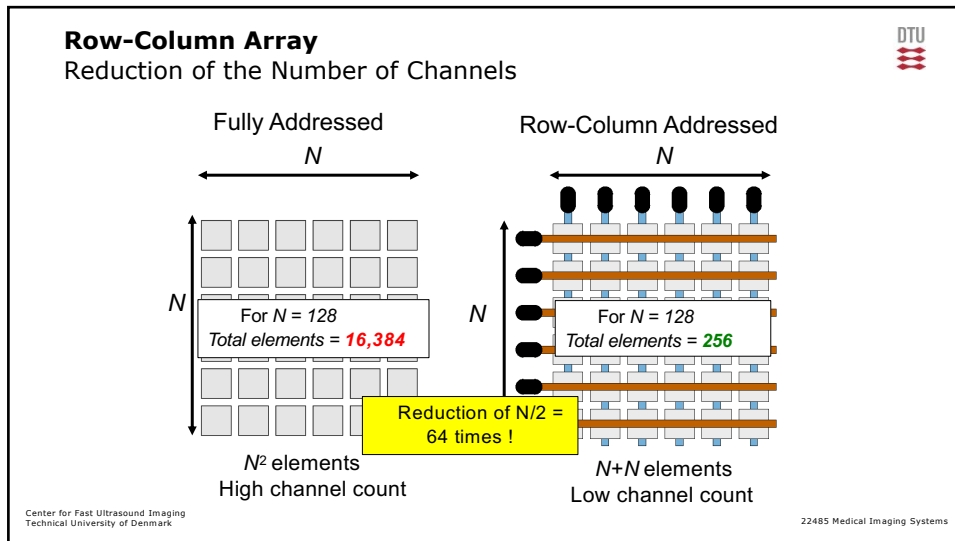 Row-Column Array
Reduction of the Number of Channels
DTU
Fully Addressed
N
N
For N = 128
Total elements = 16,384
N² elements
High channel count
Row-Column Addressed
N
N
For N = 128
Total elements = 256
Reduction of N/2 =
64 times !
N+N elements
Low channel count
Center for Fast Ultrasound Imaging
Technical University of Denmark
22485 Medical Imaging Systems